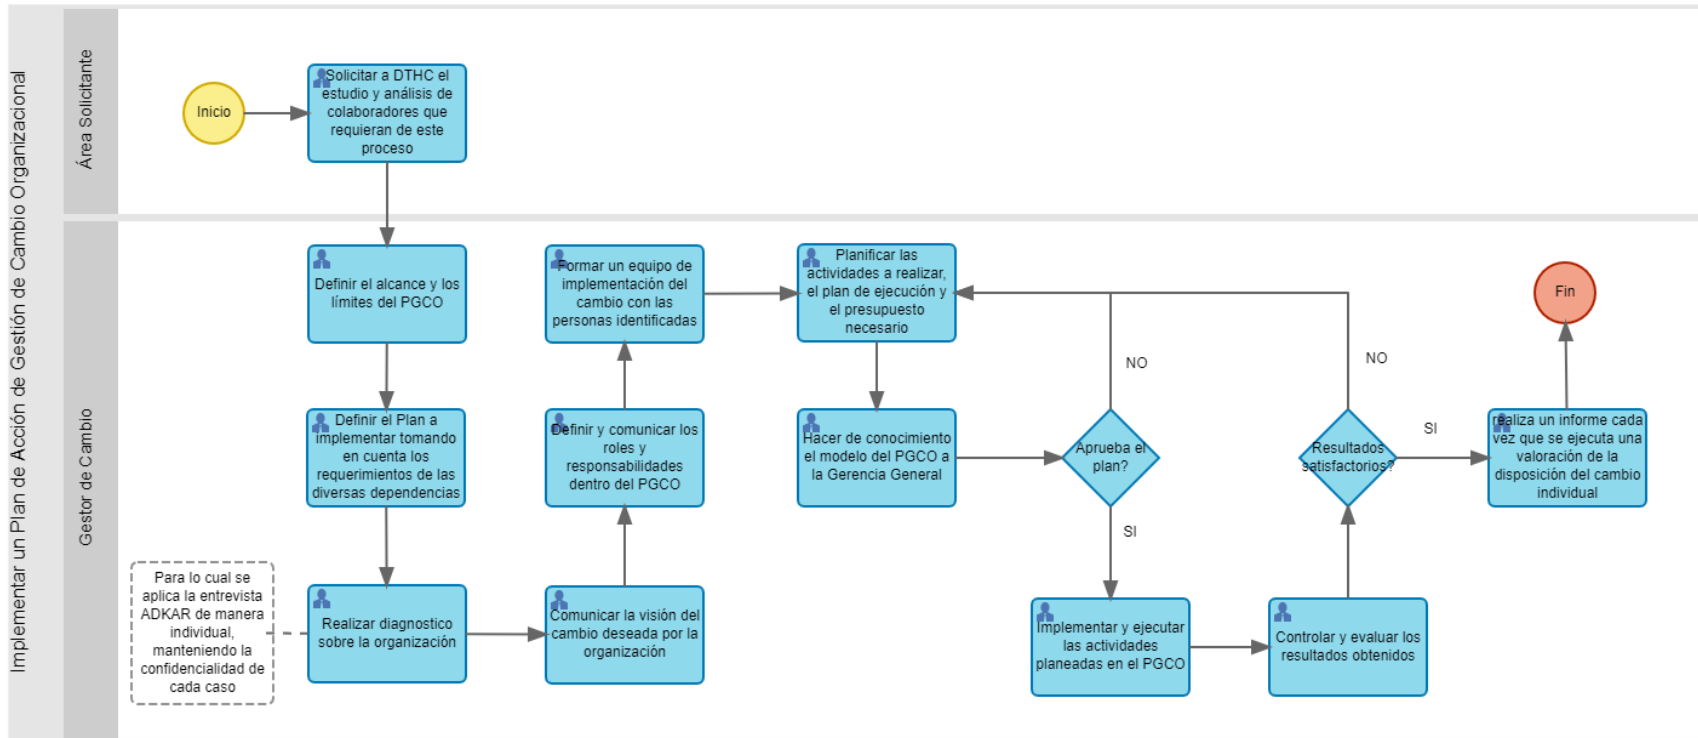 Implementar un Plan de Acción de Gestión de Cambio Organizacional
Área Solicitante
Inicio
Solicitar a DTHC el
estudio y análisis de
colaboradores que
requieran de este
proceso
Gestor de Cambio
Definir el alcance y los
límites del PGCO
Definir el Plan a
implementar tomando
en cuenta los
requerimientos de las
diversas dependencias
Para lo cual se
aplica la entrevista
ADKAR de manera
individual,
manteniendo la
confidencialidad de
cada caso
Realizar diagnostico
sobre la organización
Comunicar la visión del
cambio deseada por la
organización
Definir y comunicar los
roles y
responsabilidades
dentro del PGCO
Formar un equipo de
implementación del
cambio con las
personas identificadas
Planificar las
actividades a realizar,
el plan de ejecución y
el presupuesto
necesario
Hacer de conocimiento
el modelo del PGCO a
la Gerencia General
Aprueba el
plan?
NO
SI
Implementar y ejecutar
las actividades
planeadas en el PGCO
Controlar y evaluar los
resultados obtenidos
Resultados
satisfactorios?
NO
SI
realiza un informe cada
vez que se ejecuta una
valoración de la
disposición del cambio
individual
Fin